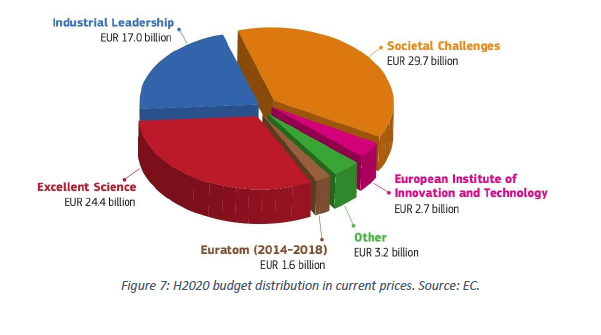 Industrial Leadership
EUR 17.0 billion
Societal Challenges
EUR 29.7 billion
European Institute of
Innovation and Technology
EUR 2.7 billion
Excellent Science
EUR 24.4 billion
Other
EUR 3.2 billion
Euratom (2014-2018)
EUR 1.6 billion
Figure 7: H2020 budget distribution in current prices. Source: EC.